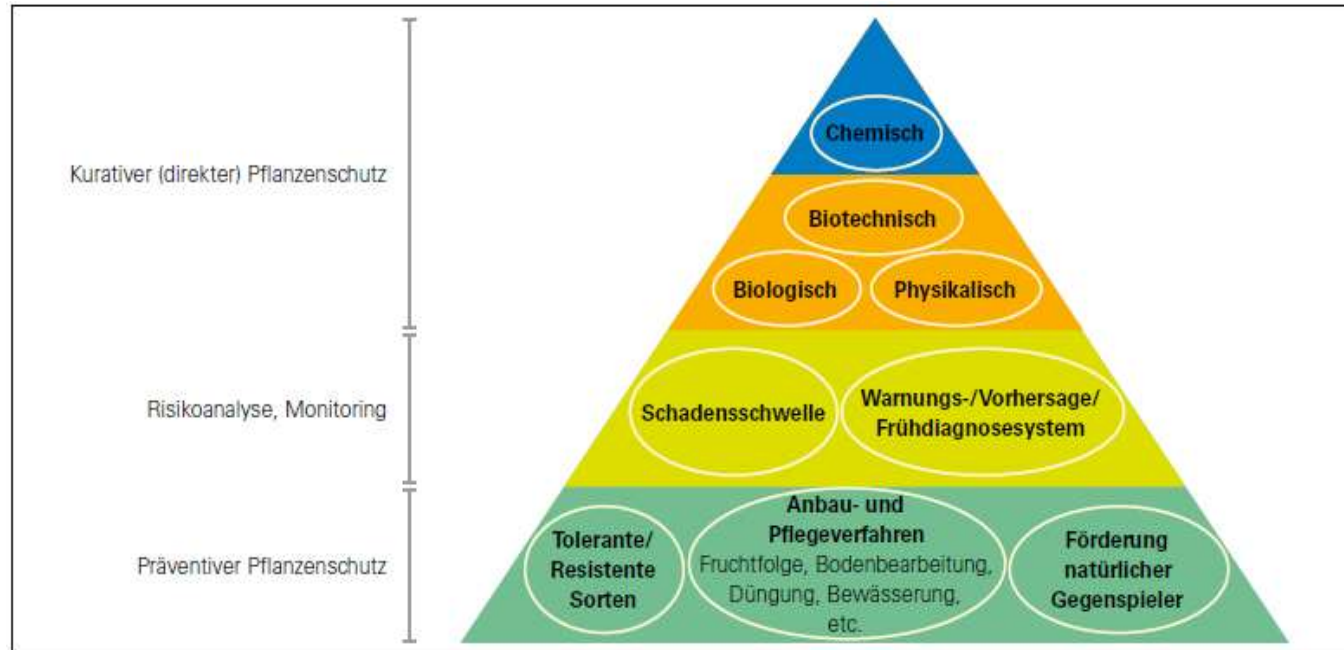 Chemisch
Kurativer (direkter) Pflanzenschutz
Biotechnisch
Biologisch
Physikalisch
Risikoanalyse, Monitoring
Schadensschwelle
Warnungs-/Vorhersage/
Frühdiagnosesystem
Präventiver Pflanzenschutz
Tolerante/
Resistente
Sorten
Anbau- und
Pflegeverfahren
Fruchtfolge, Bodenbearbeitung,
Düngung, Bewässerung,
etc.
Förderung
natürlicher
Gegenspieler